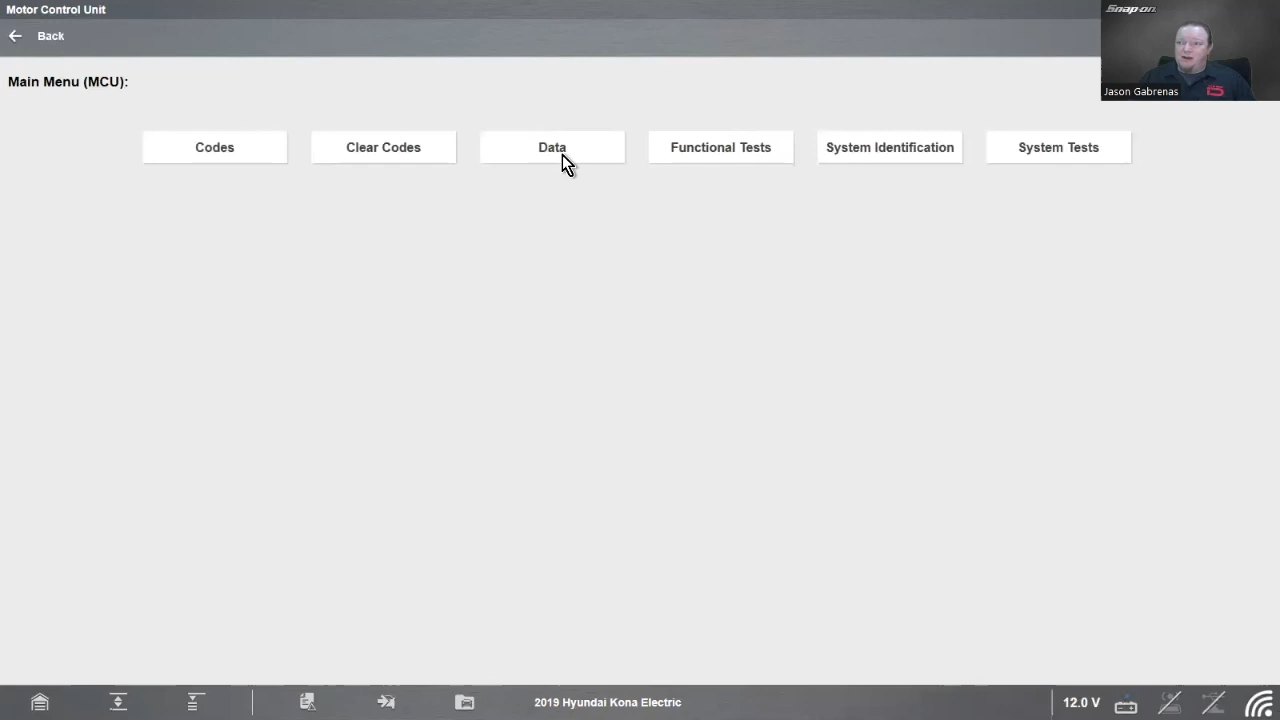 Motor Control Unit
Back
Snap-on
Jason Gabrenas
Main Menu (MCU):
Codes
Clear Codes
Data
Functional Tests
System Identification
System Tests
2019 Hyundai Kona Electric
12.0 V